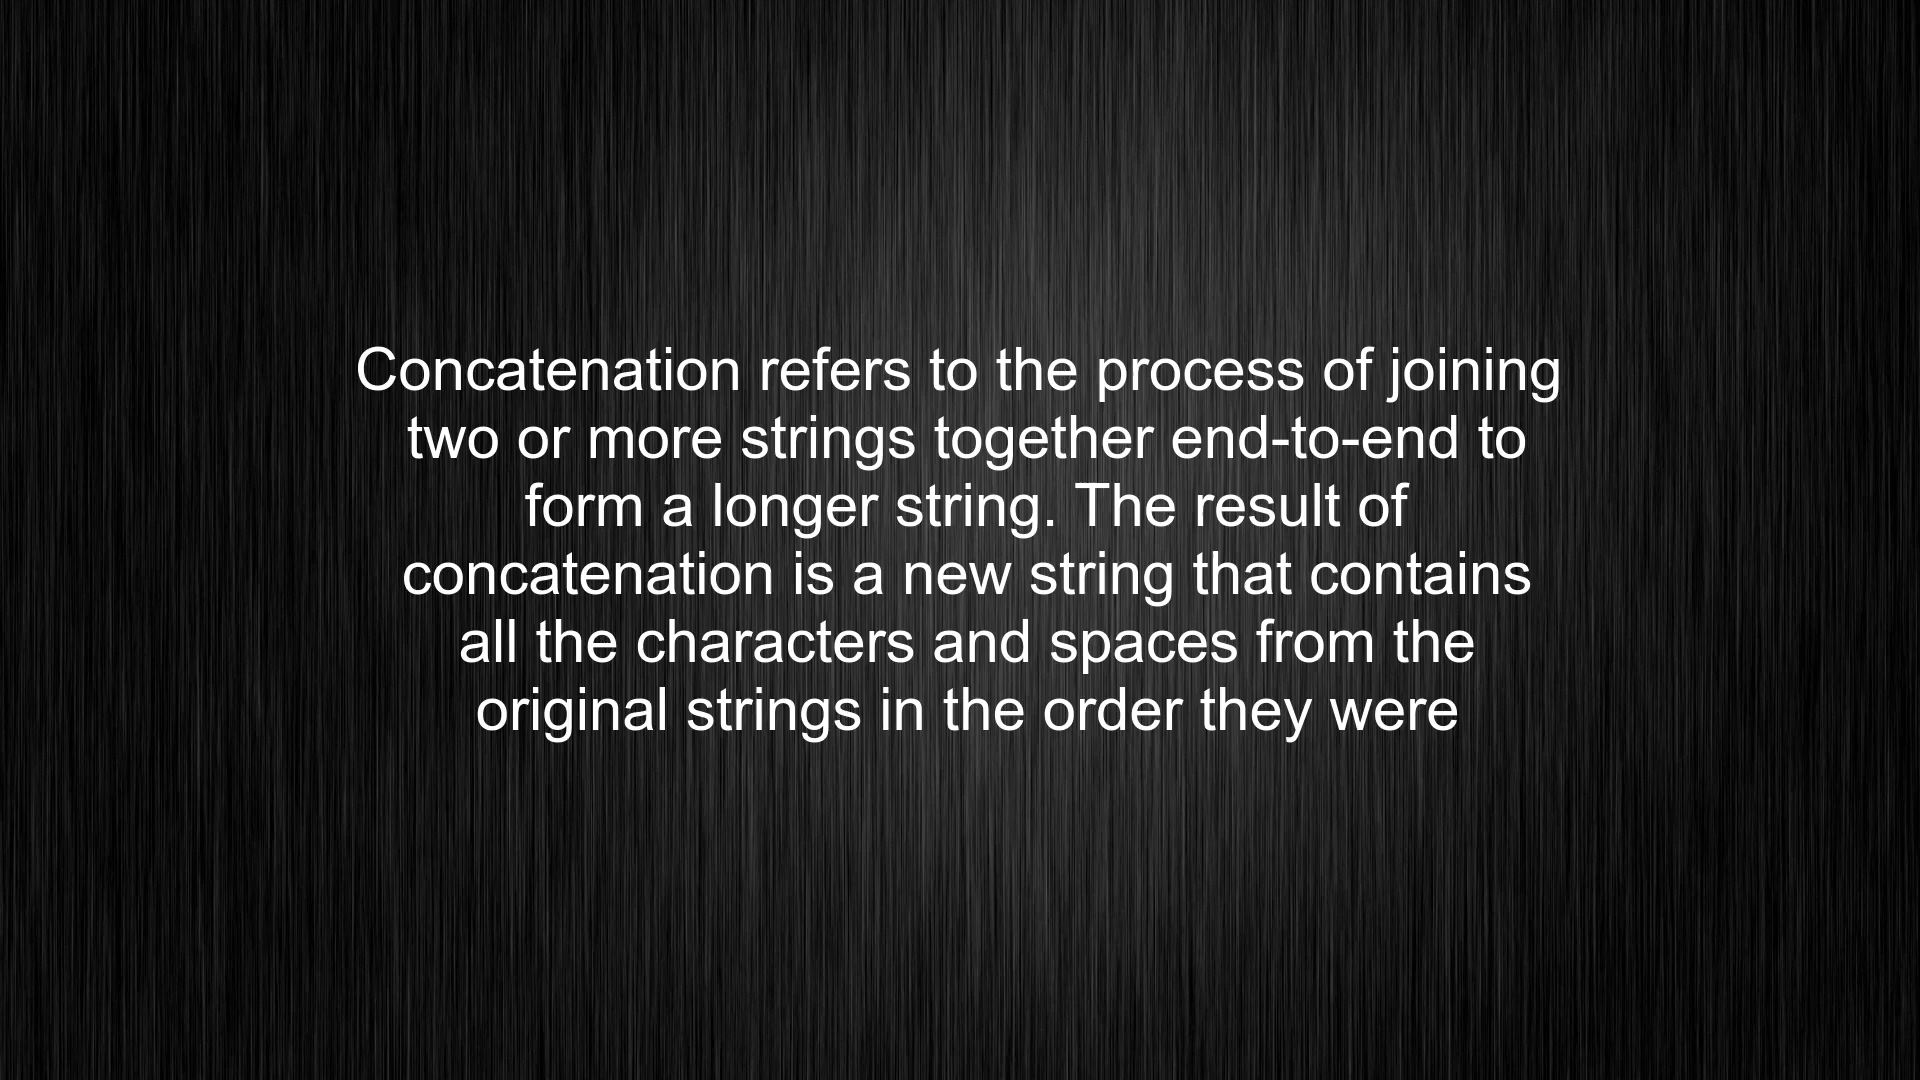 Concatenation refers to the process of joining
two or more strings together end-to-end to
form a longer string. The result of
concatenation is a new string that contains
all the characters and spaces from the
original strings in the order they were